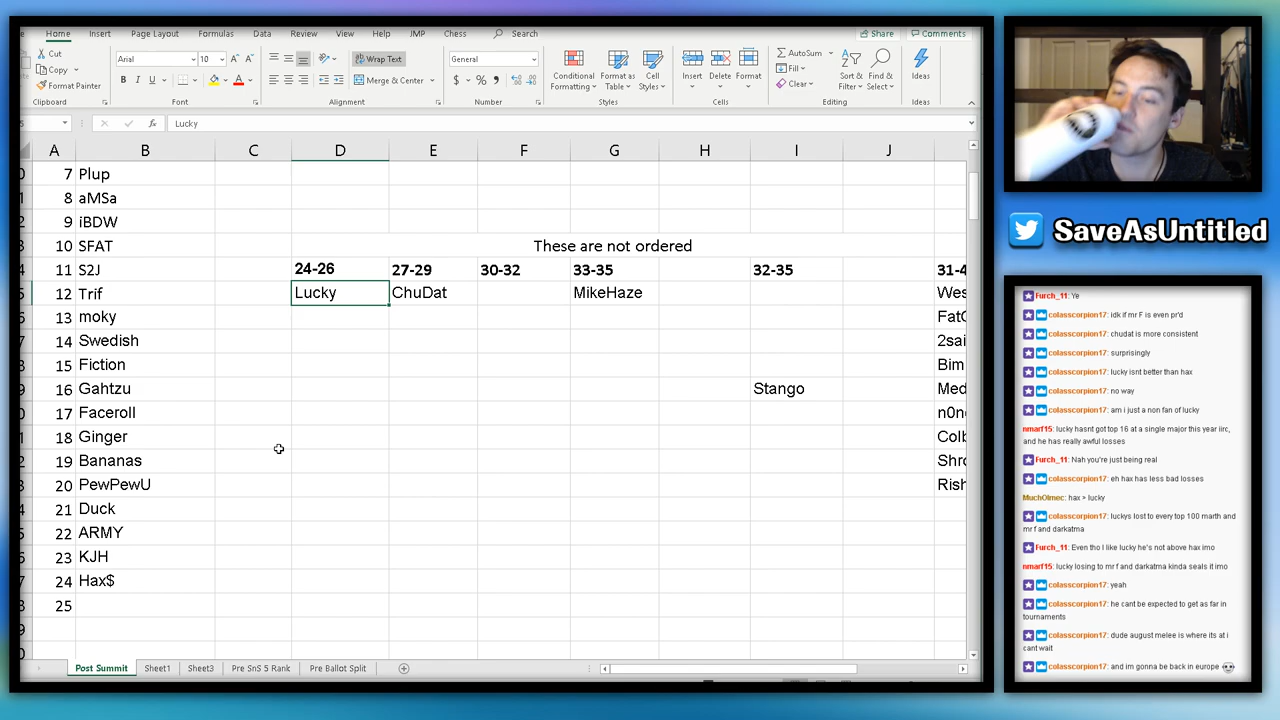 Home Insert Page Layout Formulas Data Review View Help JMP Chess Search Share Comments
Cut
Copy
Format Painter
Clipboard
Arial 10
B I U
Font
Wrap Text
Merge & Center
Alignment
General
$ % 9
Number
Conditional Formatting
Format as Table
Cell Styles
Styles
Insert Delete Format
Cells
AutoSum
Fill
Clear
Sort & Filter
Find & Select
Editing
Ideas
Ideas
Lucky
A B C D E F G H I J
7 Plup
8 aMSa
9 iBDW
10 SFAT These are not ordered
11 S2J 24-26 27-29 30-32 33-35 32-35 31-4
12 Trif Lucky ChuDat MikeHaze Wes
13 moky
14 Swedish 2sai
15 Fiction Bim
16 Gahtzu Stango Med
17 Faceroll n0n
18 Ginger Colb
19 Bananas Shr
20 PewPewU Rish
21 Duck
22 ARMY
23 KJH
24 Hax$
25
Post Summit Sheet1 Sheet3 Pre SnS 5 Rank Pre Ballot Split
SaveAsUntitled
Furch_11: Ye
colasscorpion17: idk if mr F is even pr'd
colasscorpion17: chudat is more consistent
colasscorpion17: surprisingly
colasscorpion17: lucky isnt better than hax
colasscorpion17: no way
colasscorpion17: am i just a non fan of lucky
nmarf15: lucky hasnt got top 16 at a single major this year iirc,
and he has really awful losses
Furch_11: Nah you're just being real
colasscorpion17: eh hax has less bad losses
MuchOlmec: hax > lucky
colasscorpion17: luckys lost to every top 100 marth and
mr f and darkatma
Furch_11: Even tho I like lucky he's not above hax imo
nmarf15: lucky losing to mr f and darkatma kinda seals it imo
colasscorpion17: yeah
colasscorpion17: he cant be expected to get as far in
tournaments
colasscorpion17: dude august melee is where its at i
cant wait
colasscorpion17: and im gonna be back in europe